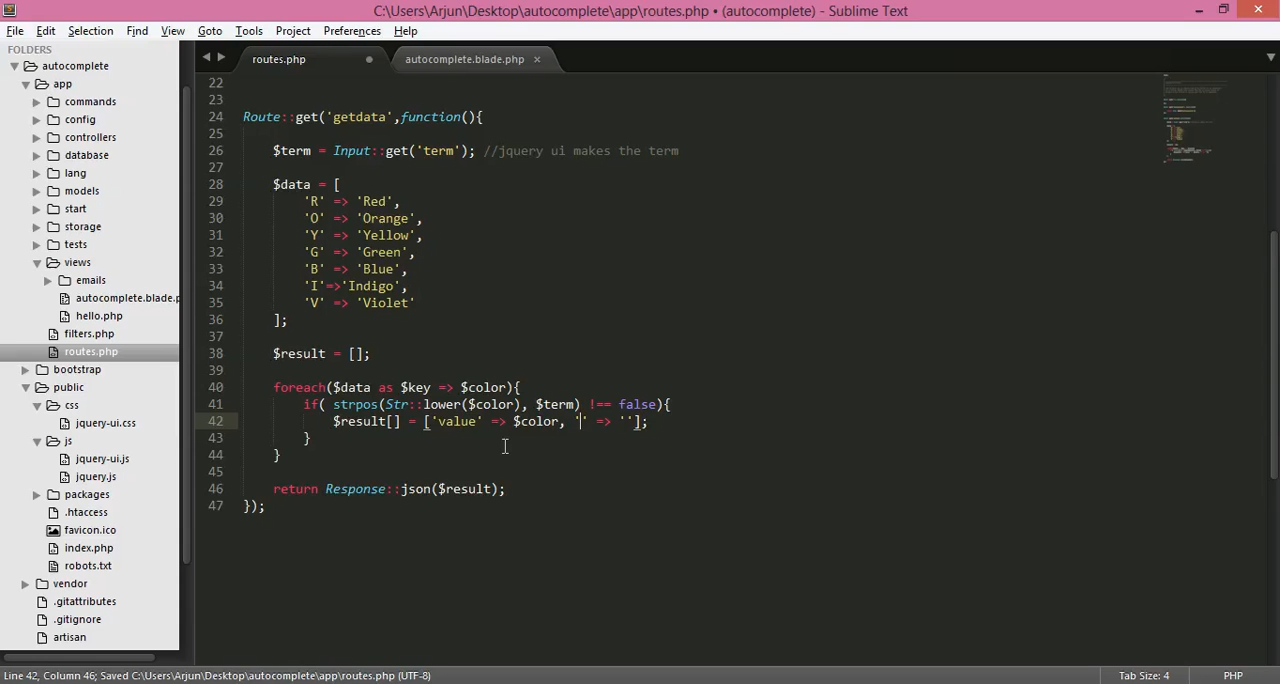 C:\Users\Arjun\Desktop\autocomplete\app\routes.php • (autocomplete) - Sublime Text
File Edit Selection Find View Goto Tools Project Preferences Help
FOLDERS
autocomplete
app
commands
config
controllers
database
lang
models
start
storage
tests
views
emails
autocomplete.blade.p
hello.php
filters.php
routes.php
bootstrap
public
css
jquery-ui.css
js
jquery-ui.js
jquery.js
packages
.htaccess
favicon.ico
index.php
robots.txt
vendor
.gitattributes
.gitignore
artisan
routes.php
autocomplete.blade.php ×
22
23
24 Route::get('getdata',function(){
25
26 $term = Input::get('term'); //jquery ui makes the term
27
28 $data = [
29 'R' => 'Red',
30 'O' => 'Orange',
31 'Y' => 'Yellow',
32 'G' => 'Green',
33 'B' => 'Blue',
34 'I'=>'Indigo',
35 'V' => 'Violet'
36 ];
37
38 $result = [];
39
40 foreach($data as $key => $color){
41 if( strpos(Str::lower($color), $term) !== false){
42 $result[] = ['value' => $color, '' => ''];
43 }
44 }
45
46 return Response::json($result);
47 });
Line 42, Column 46; Saved C:\Users\Arjun\Desktop\autocomplete\app\routes.php (UTF-8)
Tab Size: 4
PHP